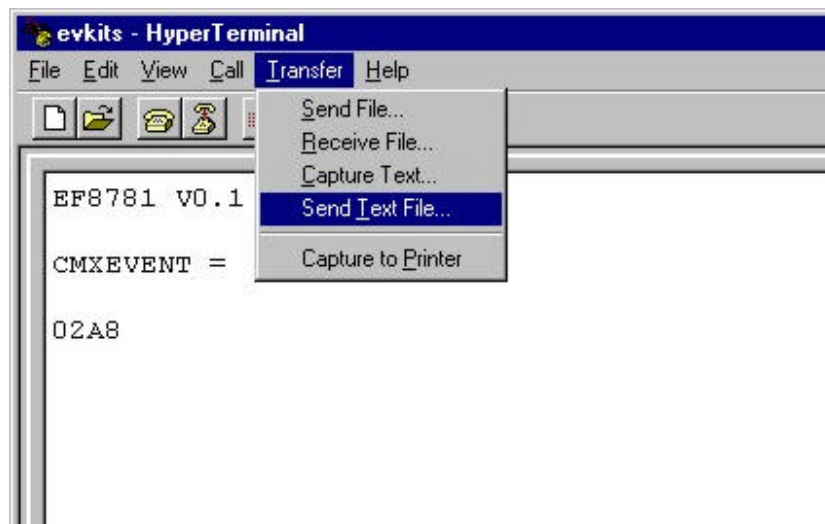 evkits - HyperTerminal
File Edit View Call Transfer Help
Send File...
Receive File...
Capture Text...
Send Text File...
Capture to Printer
EF8781 V0.1
CMXEVENT =
02A8